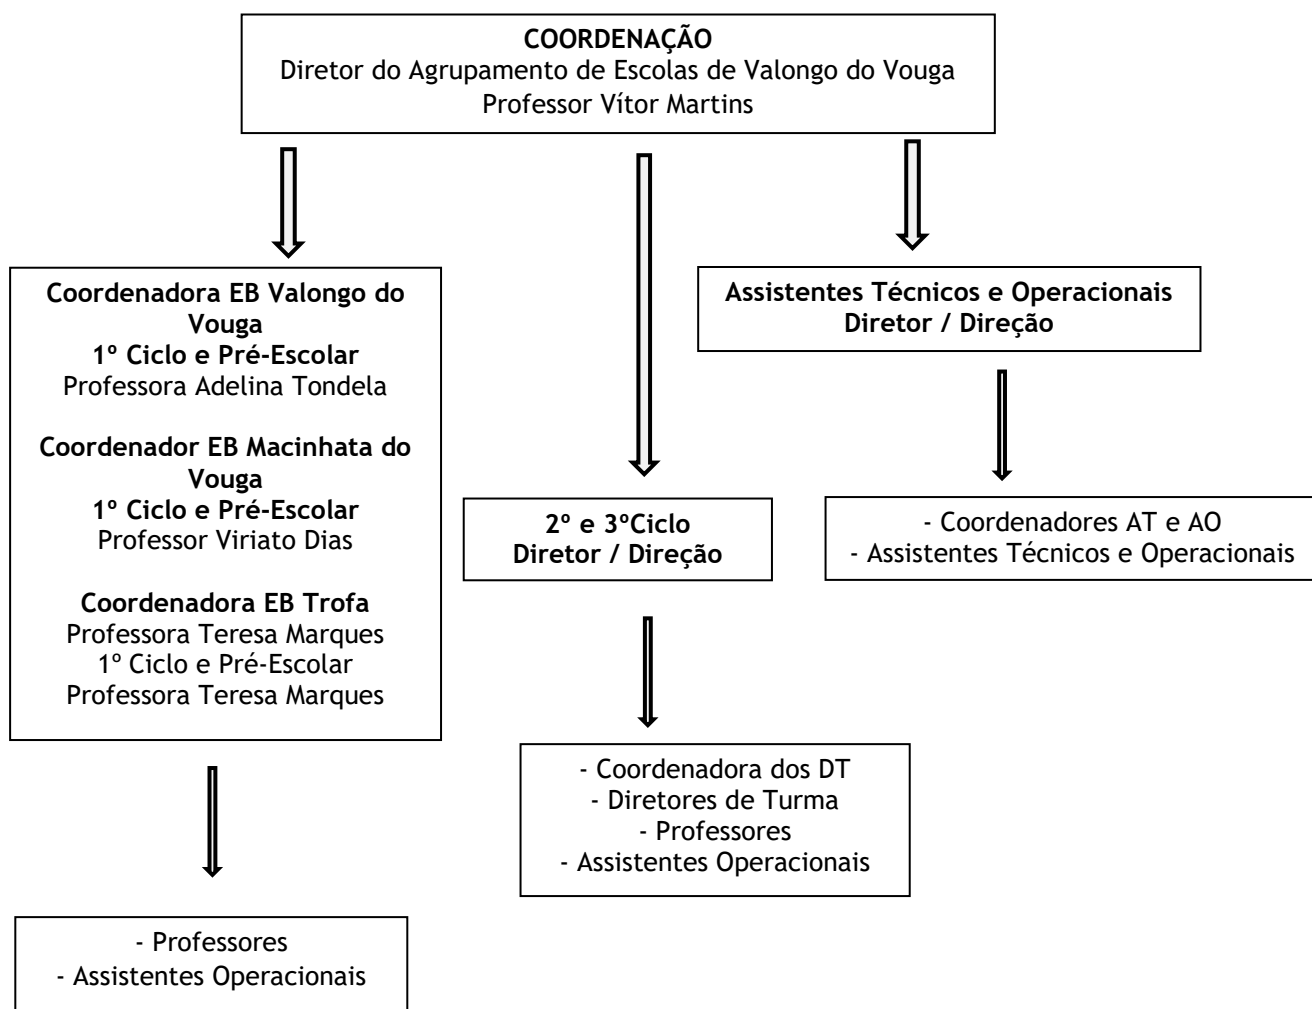 COORDENAÇÃO
Diretor do Agrupamento de Escolas de Valongo do Vouga
Professor Vítor Martins
Coordenadora EB Valongo do
Vouga
1º Ciclo e Pré-Escolar
Professora Adelina Tondela
Coordenador EB Macinhata do
Vouga
1º Ciclo e Pré-Escolar
Professor Viriato Dias
Coordenadora EB Trofa
Professora Teresa Marques
1º Ciclo e Pré-Escolar
Professora Teresa Marques
- Professores
- Assistentes Operacionais
2º e 3ºCiclo
Diretor / Direção
- Coordenadora dos DT
- Diretores de Turma
- Professores
- Assistentes Operacionais
Assistentes Técnicos e Operacionais
Diretor / Direção
- Coordenadores AT e AO
- Assistentes Técnicos e Operacionais